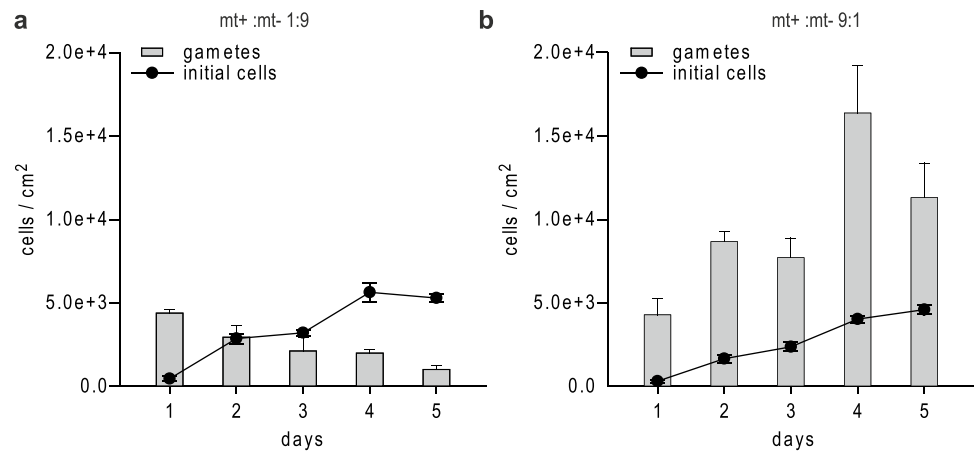 a
mt+ :mt- 1:9
gametes
initial cells
2.0e+4
1.5e+4
1.0e+4
5.0e+3
0.0
cells / cm²
1 2 3 4 5
days
b
mt+ :mt- 9:1
gametes
initial cells
2.0e+4
1.5e+4
1.0e+4
5.0e+3
0.0
cells / cm²
1 2 3 4 5
days